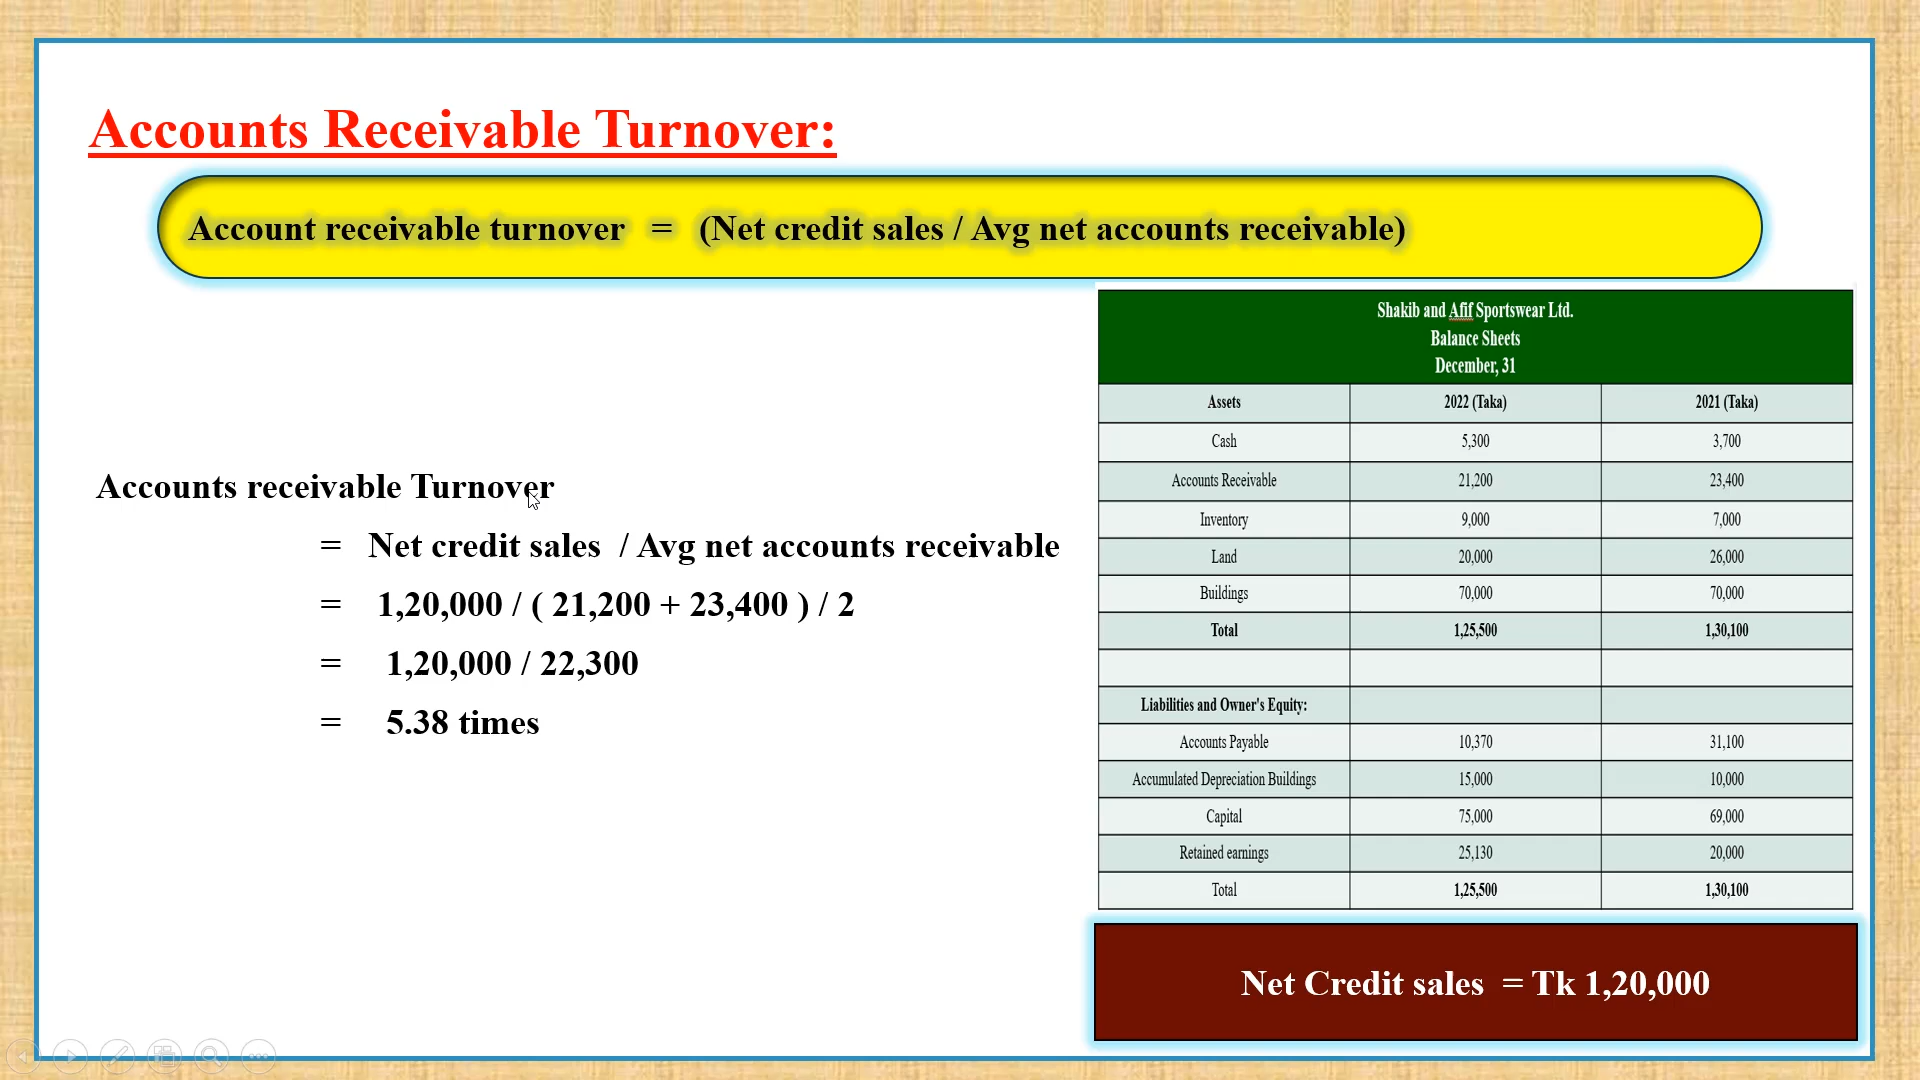 Accounts Receivable Turnover:
Account receivable turnover = (Net credit sales / Avg net accounts receivable)
Accounts receivable Turnover
= Net credit sales / Avg net accounts receivable
= 1,20,000 / ( 21,200 + 23,400 ) / 2
= 1,20,000 / 22,300
= 5.38 times
Shakib and Afif Sportswear Ltd.
Balance Sheets
December, 31
Assets 2022 (Taka) 2021 (Taka)
Cash 5,300 3,700
Accounts Receivable 21,200 23,400
Inventory 9,000 7,000
Land 20,000 26,000
Buildings 70,000 70,000
Total 1,25,500 1,30,100
Liabilities and Owner's Equity:
Accounts Payable 10,370 31,100
Accumulated Depreciation Buildings 15,000 10,000
Capital 75,000 69,000
Retained earnings 25,130 20,000
Total 1,25,500 1,30,100
Net Credit sales = Tk 1,20,000